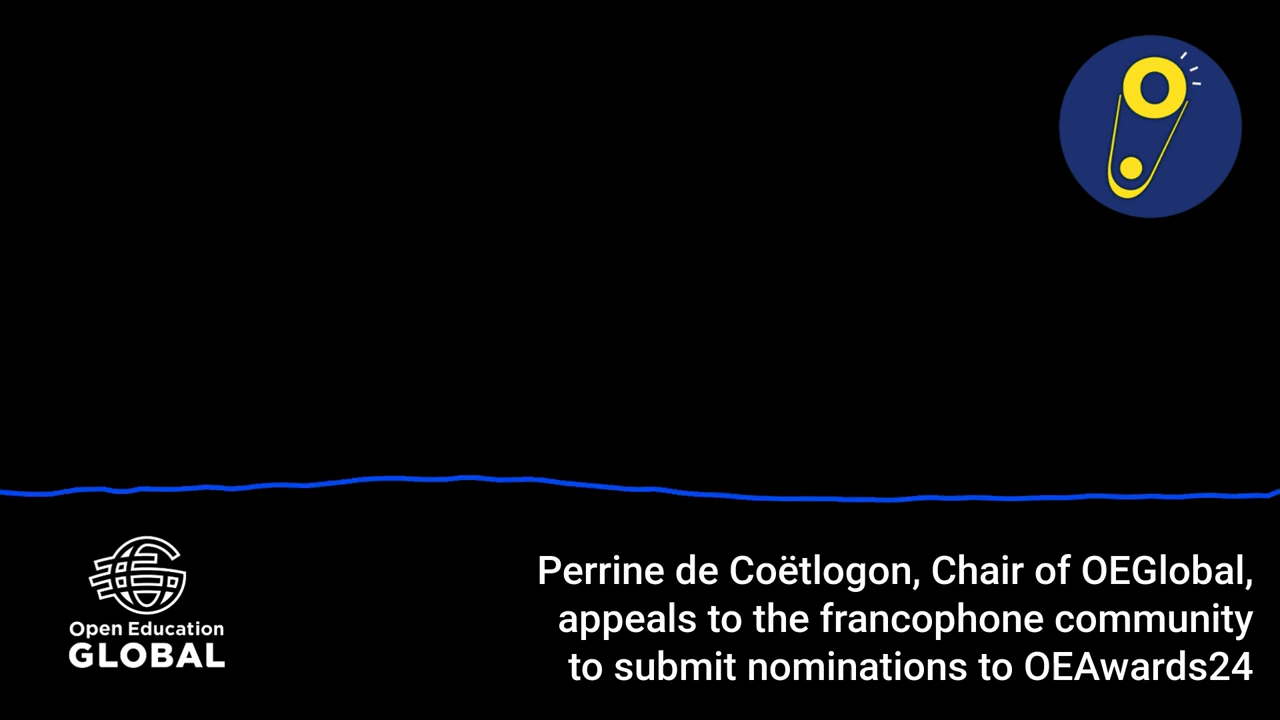 Open Education
GLOBAL
Perrine de Coëtlogon, Chair of OEGlobal,
appeals to the francophone community
to submit nominations to OEAwards24